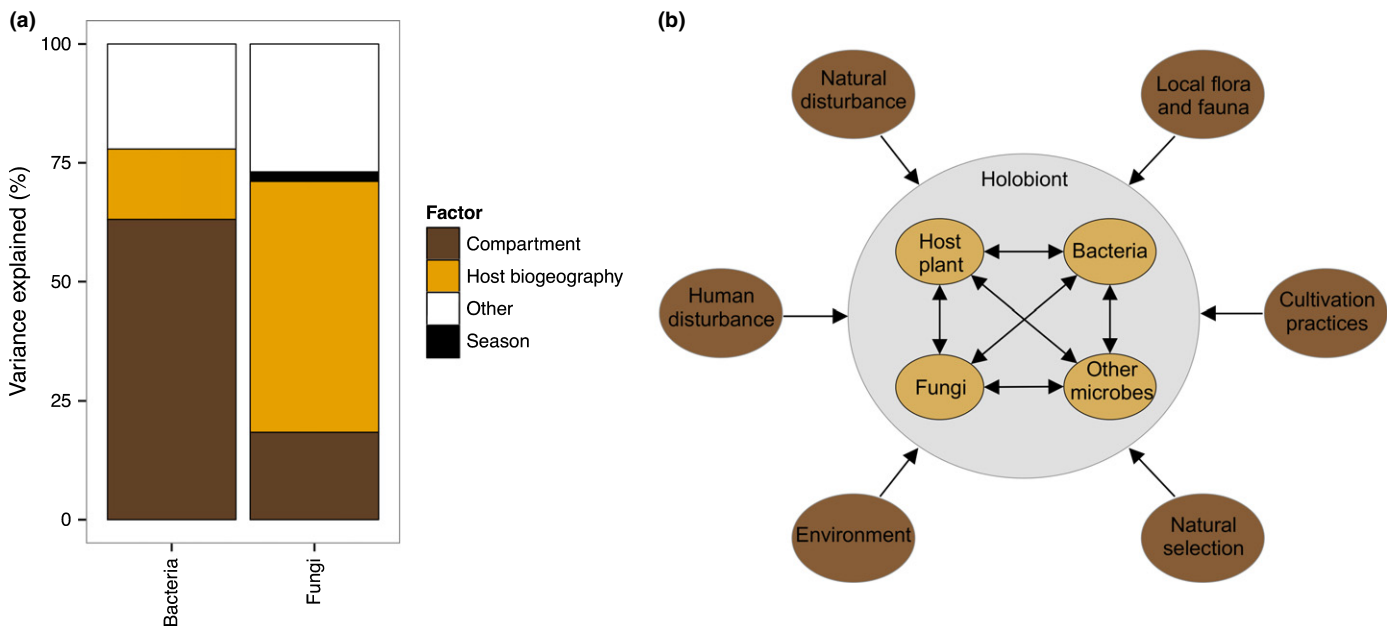 (a)
100
75
50
25
0
Variance explained (%)
Bacteria
Fungi
Factor
Compartment
Host biogeography
Other
Season
(b)
Natural
disturbance
Local flora
and fauna
Holobiont
Host
plant
Bacteria
Human
disturbance
Cultivation
practices
Fungi
Other
microbes
Environment
Natural
selection